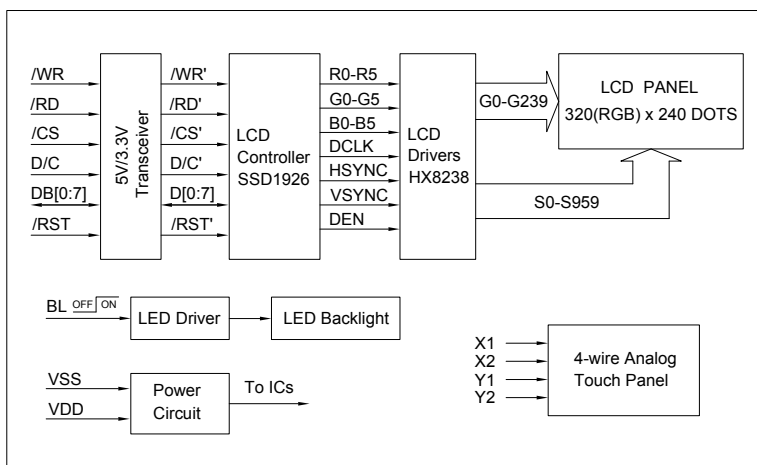 /WR
/RD
/CS
D/C
DB[0:7]
/RST
5V/3.3V
Transceiver
/WR'
/RD'
/CS'
D/C'
D[0:7]
/RST'
LCD
Controller
SSD1926
R0-R5
G0-G5
B0-B5
DCLK
HSYNC
VSYNC
DEN
LCD
Drivers
HX8238
G0-G239
S0-S959
LCD PANEL
320(RGB) x 240 DOTS
BL OFF ON
LED Driver
LED Backlight
VSS
VDD
Power
Circuit
To ICs
X1
X2
Y1
Y2
4-wire Analog
Touch Panel